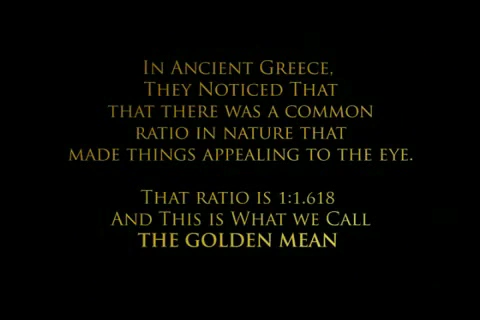 In Ancient Greece,
They Noticed That
that there was a common
ratio in nature that
made things appealing to the eye.
That ratio is 1:1.618
And This is What we Call
THE GOLDEN MEAN